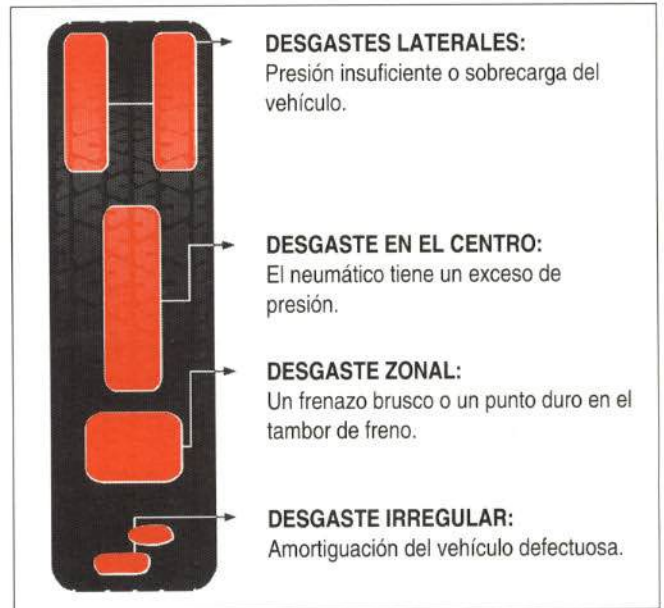 DESGASTES LATERALES:
Presión insuficiente o sobrecarga del
vehículo.
DESGASTE EN EL CENTRO:
El neumático tiene un exceso de
presión.
DESGASTE ZONAL:
Un frenazo brusco o un punto duro en el
tambor de freno.
DESGASTE IRREGULAR:
Amortiguación del vehículo defectuosa.